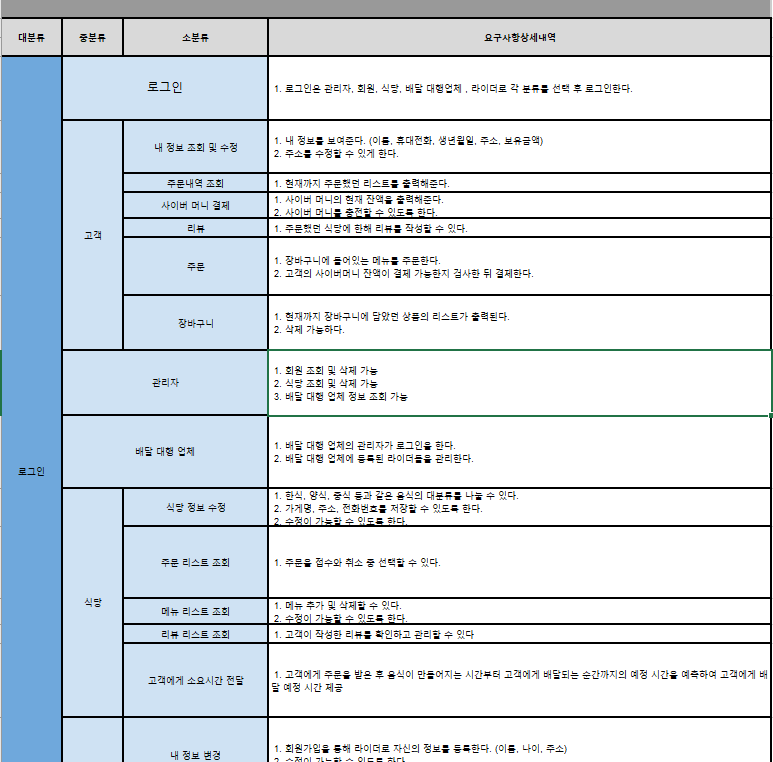 대분류 중분류 소분류 요구사항상세내역
로그인
로그인
1. 로그인은 관리자, 회원, 식당, 배달 대행업체 , 라이더로 각 분류를 선택 후 로그인한다.
고객
내 정보 조회 및 수정
1. 내 정보를 보여준다. (이름, 휴대전화, 생년월일, 주소, 보유금액)
2. 주소를 수정할 수 있게 한다.
주문내역 조회
1. 현재까지 주문했던 리스트를 출력해준다.
사이버 머니 결제
1. 사이버 머니의 현재 잔액을 출력해준다.
2. 사이버 머니를 충전할 수 있도록 한다.
리뷰
1. 주문했던 식당에 한해 리뷰를 작성할 수 있다.
주문
1. 장바구니에 들어있는 메뉴를 주문한다.
2. 고객의 사이버머니 잔액이 결제 가능한지 검사한 뒤 결제한다.
장바구니
1. 현재까지 장바구니에 담았던 상품의 리스트가 출력된다.
2. 삭제 가능하다.
관리자
1. 회원 조회 및 삭제 가능
2. 식당 조회 및 삭제 가능
3. 배달 대행 업체 정보 조회 가능
배달 대행 업체
1. 배달 대행 업체의 관리자가 로그인을 한다.
2. 배달 대행 업체에 등록된 라이더들을 관리한다.
식당
식당 정보 수정
1. 한식, 양식, 중식 등과 같은 음식의 대분류를 나눌 수 있다.
2. 가게명, 주소, 전화번호를 저장할 수 있도록 한다.
2. 수정이 가능할 수 있도록 한다.
주문 리스트 조회
1. 주문을 접수와 취소 중 선택할 수 있다.
메뉴 리스트 조회
1. 메뉴 추가 및 삭제할 수 있다.
2. 수정이 가능할 수 있도록 한다.
리뷰 리스트 조회
1. 고객이 작성한 리뷰를 확인하고 관리할 수 있다
고객에게 소요시간 전달
1. 고객에게 주문을 받은 후 음식이 만들어지는 시간부터 고객에게 배달되는 순간까지의 예정 시간을 예측하여 고객에게 배
달 예정 시간 제공
내 정보 변경
1. 회원가입을 통해 라이더로 자신의 정보를 등록한다. (이름, 나이, 주소)
2. 수정이 가능할 수 있도록 한다.